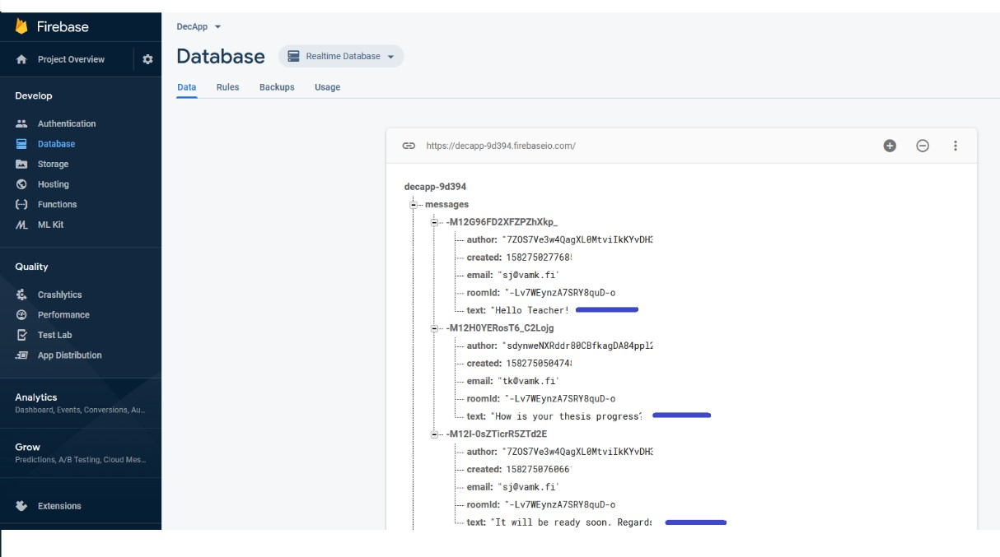 Firebase
Project Overview
Develop
Authentication
Database
Storage
Hosting
Functions
ML Kit
Quality
Crashlytics
Performance
Test Lab
App Distribution
Analytics
Dashboard, Events, Conversions, Au...
Grow
Predictions, A/B Testing, Cloud Mes...
Extensions
DecApp
Database
Realtime Database
Data Rules Backups Usage
https://decapp-9d394.firebaseio.com/
decapp-9d394
messages
-M12G96FD2XFZPZhXkp_
author: "7ZOS7Ve3w4QagXL0MtviIkKYvDH3
created: 158275027768
email: "sj@vamk.fi"
roomId: "-Lv7WEynzA7SRY8quD-o
text: "Hello Teacher!
-M12H0YERosT6_C2Lojg
author: "sdynweNXRddr80CBfkagDA84ppl2
created: 158275050474
email: "tk@vamk.fi"
roomId: "-Lv7WEynzA7SRY8quD-o
text: "How is your thesis progress?
-M12I-0sZTicrR5ZTd2E
author: "7ZOS7Ve3w4QagXL0MtviIkKYvDH3
created: 158275076066
email: "sj@vamk.fi"
roomId: "-Lv7WEynzA7SRY8quD-o
text: "It will be ready soon. Regards